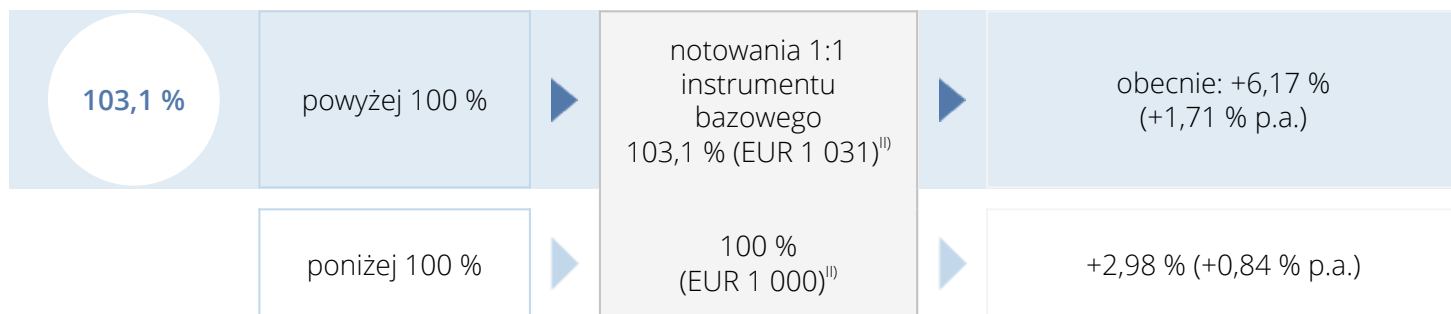 103,1 %
powyżej 100 %
notowania 1:1
instrumentu
bazowego
103,1 % (EUR 1 031)II)
obecnie: +6,17 %
(+1,71 % p.a.)
poniżej 100 %
100 %
(EUR 1 000)II)
+2,98 % (+0,84 % p.a.)